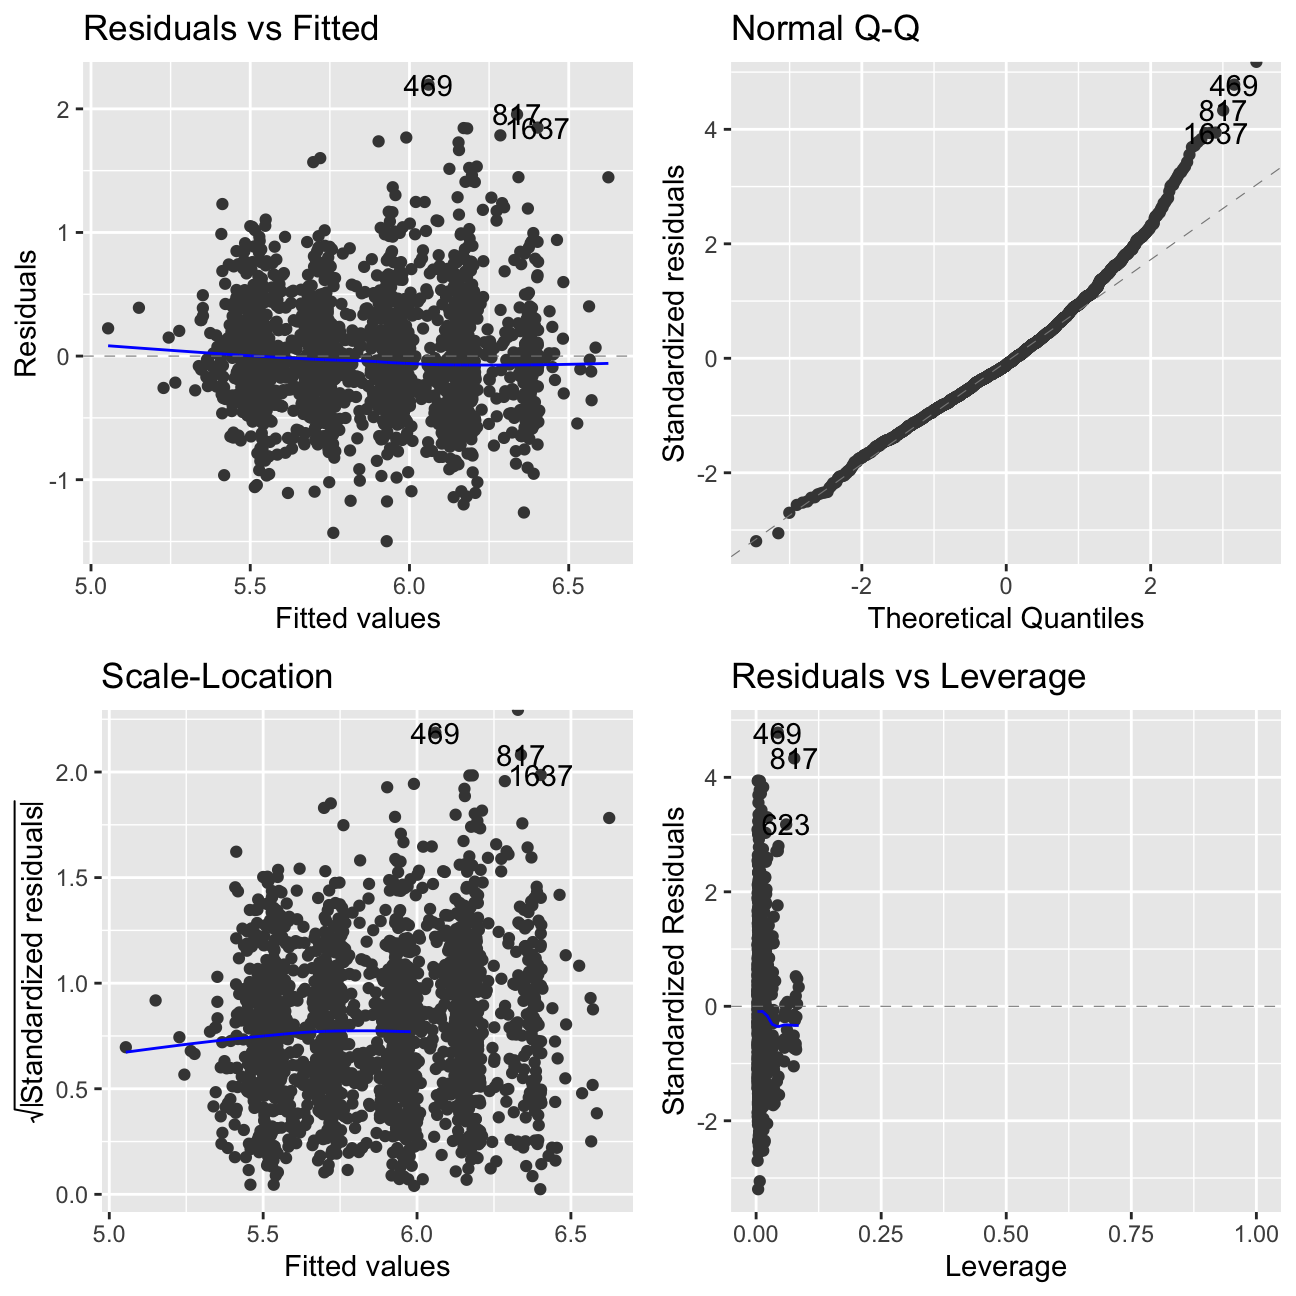 Residuals vs Fitted
469
817
1637
2
1
0
-1
Residuals
5.0 5.5 6.0 6.5
Fitted values
Normal Q-Q
469
817
1637
4
2
0
-2
Standardized residuals
-2 0 2
Theoretical Quantiles
Scale-Location
469
817
1637
2.0
1.5
1.0
0.5
0.0
√|Standardized residuals|
5.0 5.5 6.0 6.5
Fitted values
Residuals vs Leverage
469
817
623
4
2
0
-2
Standardized Residuals
0.00 0.25 0.50 0.75 1.00
Leverage